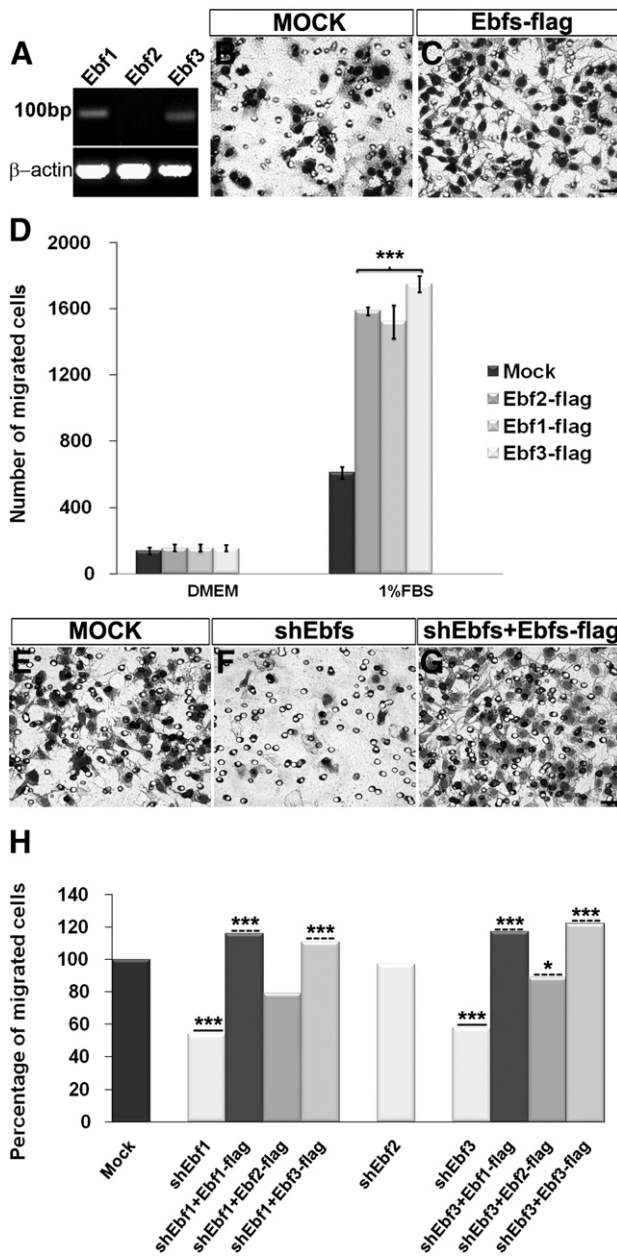 A
Ebf1 Ebf2 Ebf3
100bp
β–actin
MOCK
B
Ebfs-flag
C
D
Number of migrated cells
2000
1600
1200
800
400
0
***
Mock
Ebf2-flag
Ebf1-flag
Ebf3-flag
DMEM 1%FBS
MOCK
E
shEbfs
F
shEbfs+Ebfs-flag
G
H
Percentage of migrated cells
140
120
100
80
60
40
20
0
***
***
***
***
***
*
***
Mock
shEbf1
shEbf1+Ebf1-flag
shEbf1+Ebf2-flag
shEbf1+Ebf3-flag
shEbf2
shEbf3
shEbf3+Ebf1-flag
shEbf3+Ebf2-flag
shEbf3+Ebf3-flag